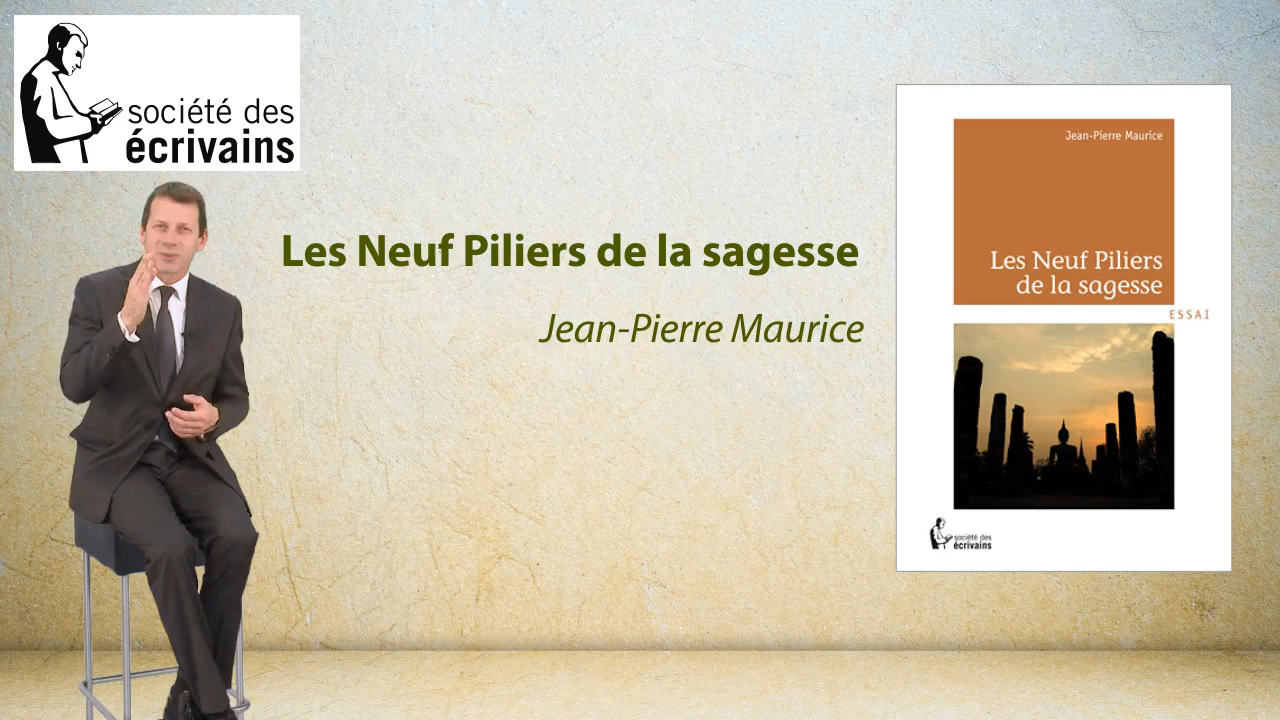 société des
écrivains
Les Neuf Piliers de la sagesse
Jean-Pierre Maurice
Jean-Pierre Maurice
Les Neuf Piliers
de la sagesse
ESSAI
société des
écrivains